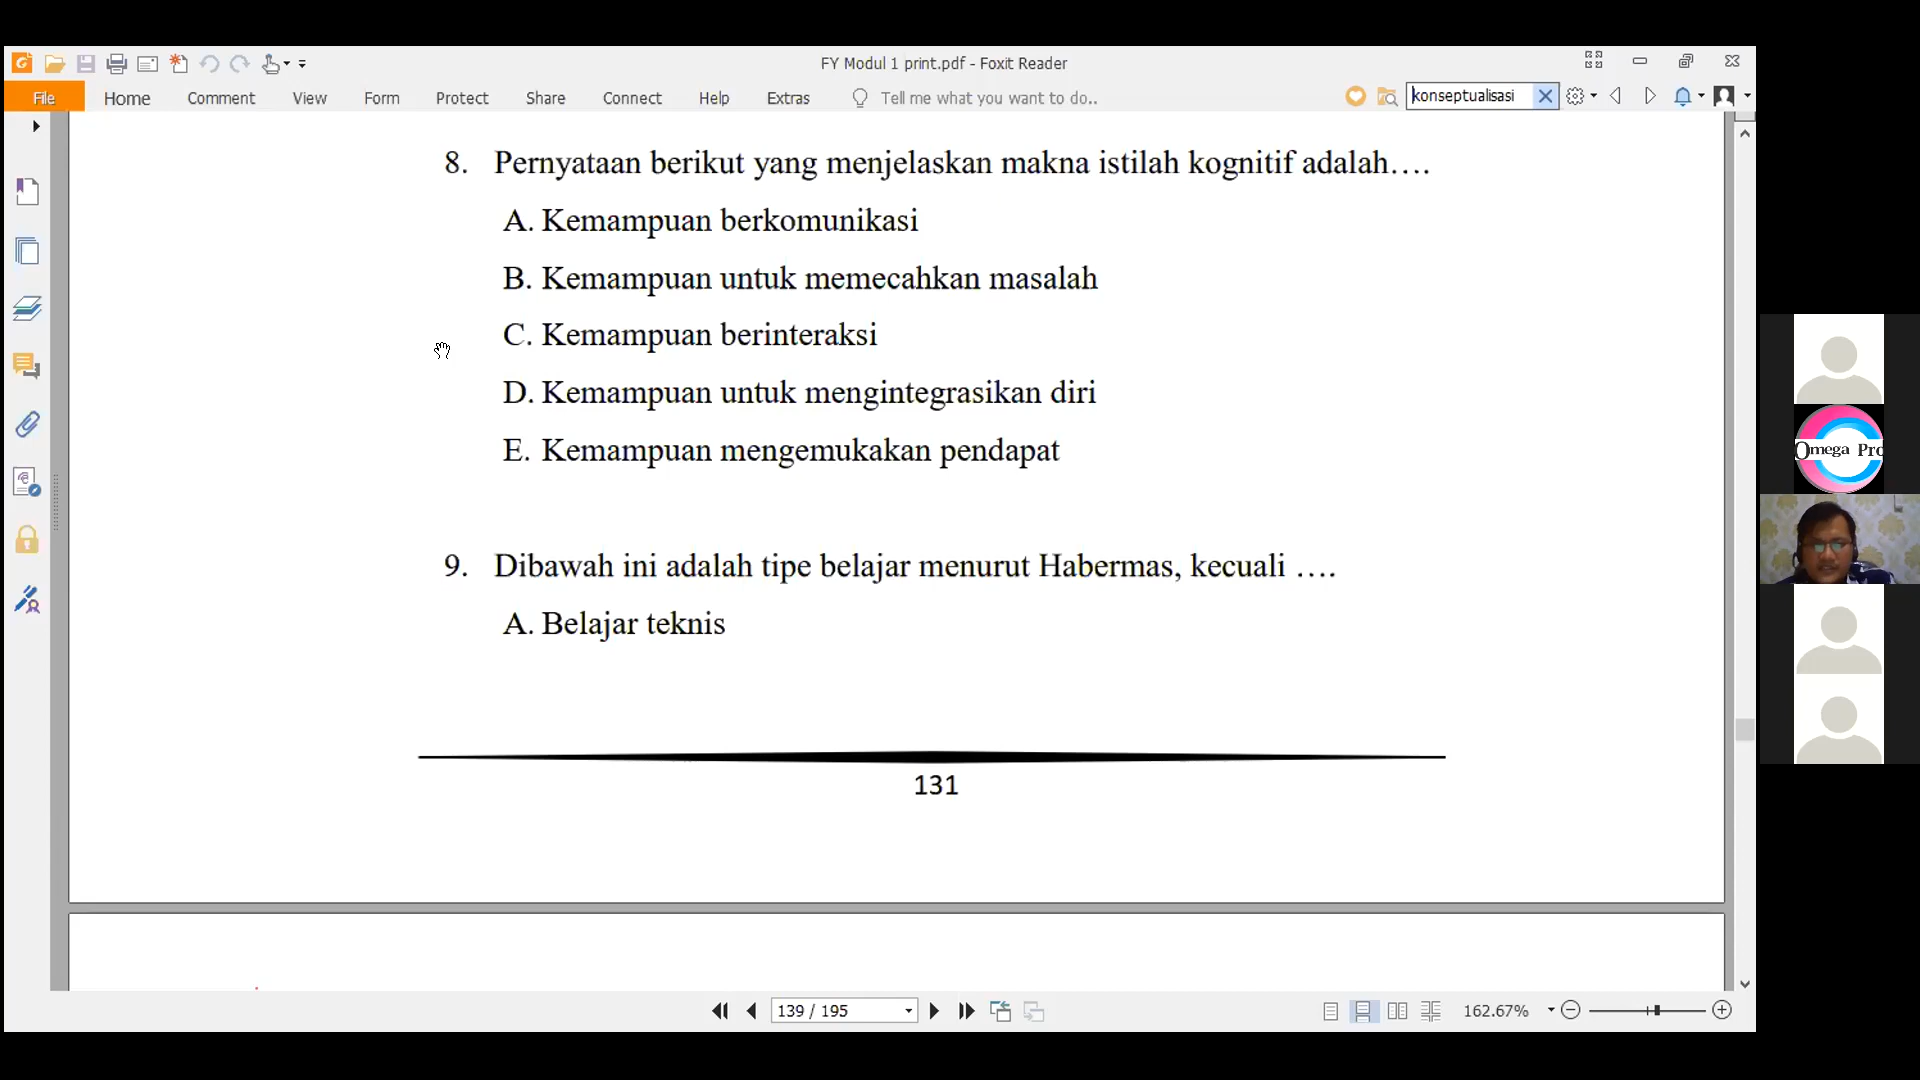 FY Modul 1 print.pdf - Foxit Reader
File Home Comment View Form Protect Share Connect Help Extras Tell me what you want to do.. konseptualisasi
8. Pernyataan berikut yang menjelaskan makna istilah kognitif adalah….
A. Kemampuan berkomunikasi
B. Kemampuan untuk memecahkan masalah
C. Kemampuan berinteraksi
D. Kemampuan untuk mengintegrasikan diri
E. Kemampuan mengemukakan pendapat
Omega Pro
9. Dibawah ini adalah tipe belajar menurut Habermas, kecuali ….
A. Belajar teknis
131
139 / 195
162.67%